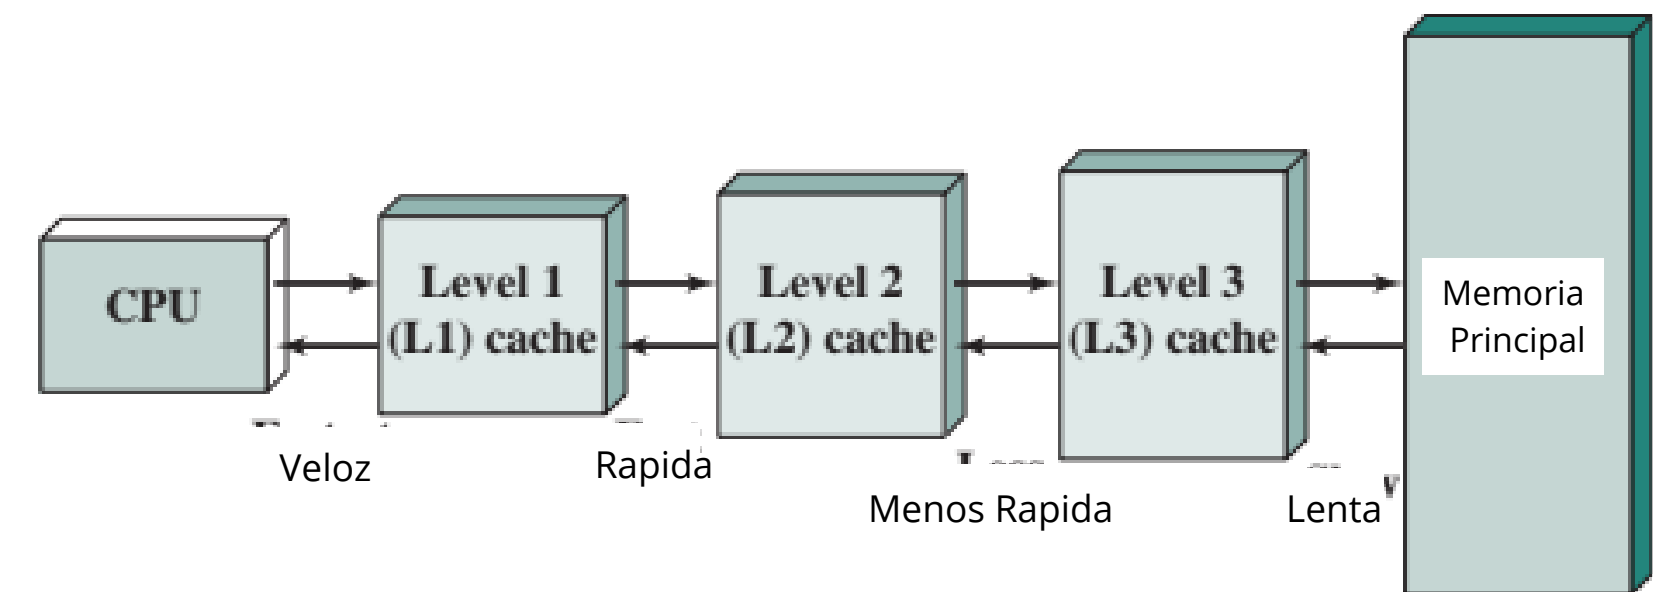 CPU
Level 1
(L1) cache
Level 2
(L2) cache
Level 3
(L3) cache
Memoria
Principal
Veloz
Rapida
Menos Rapida
Lenta